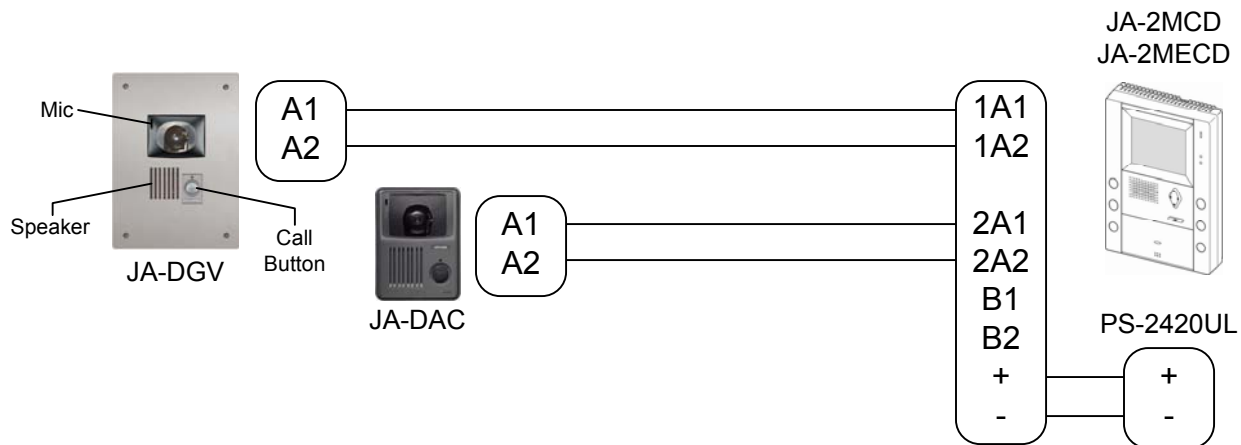 JA-2MCD
JA-2MECD
Mic
Speaker
Call
Button
JA-DGV
A1
A2
JA-DAC
A1
A2
1A1
1A2
2A1
2A2
B1
B2
+
-
PS-2420UL
+
-